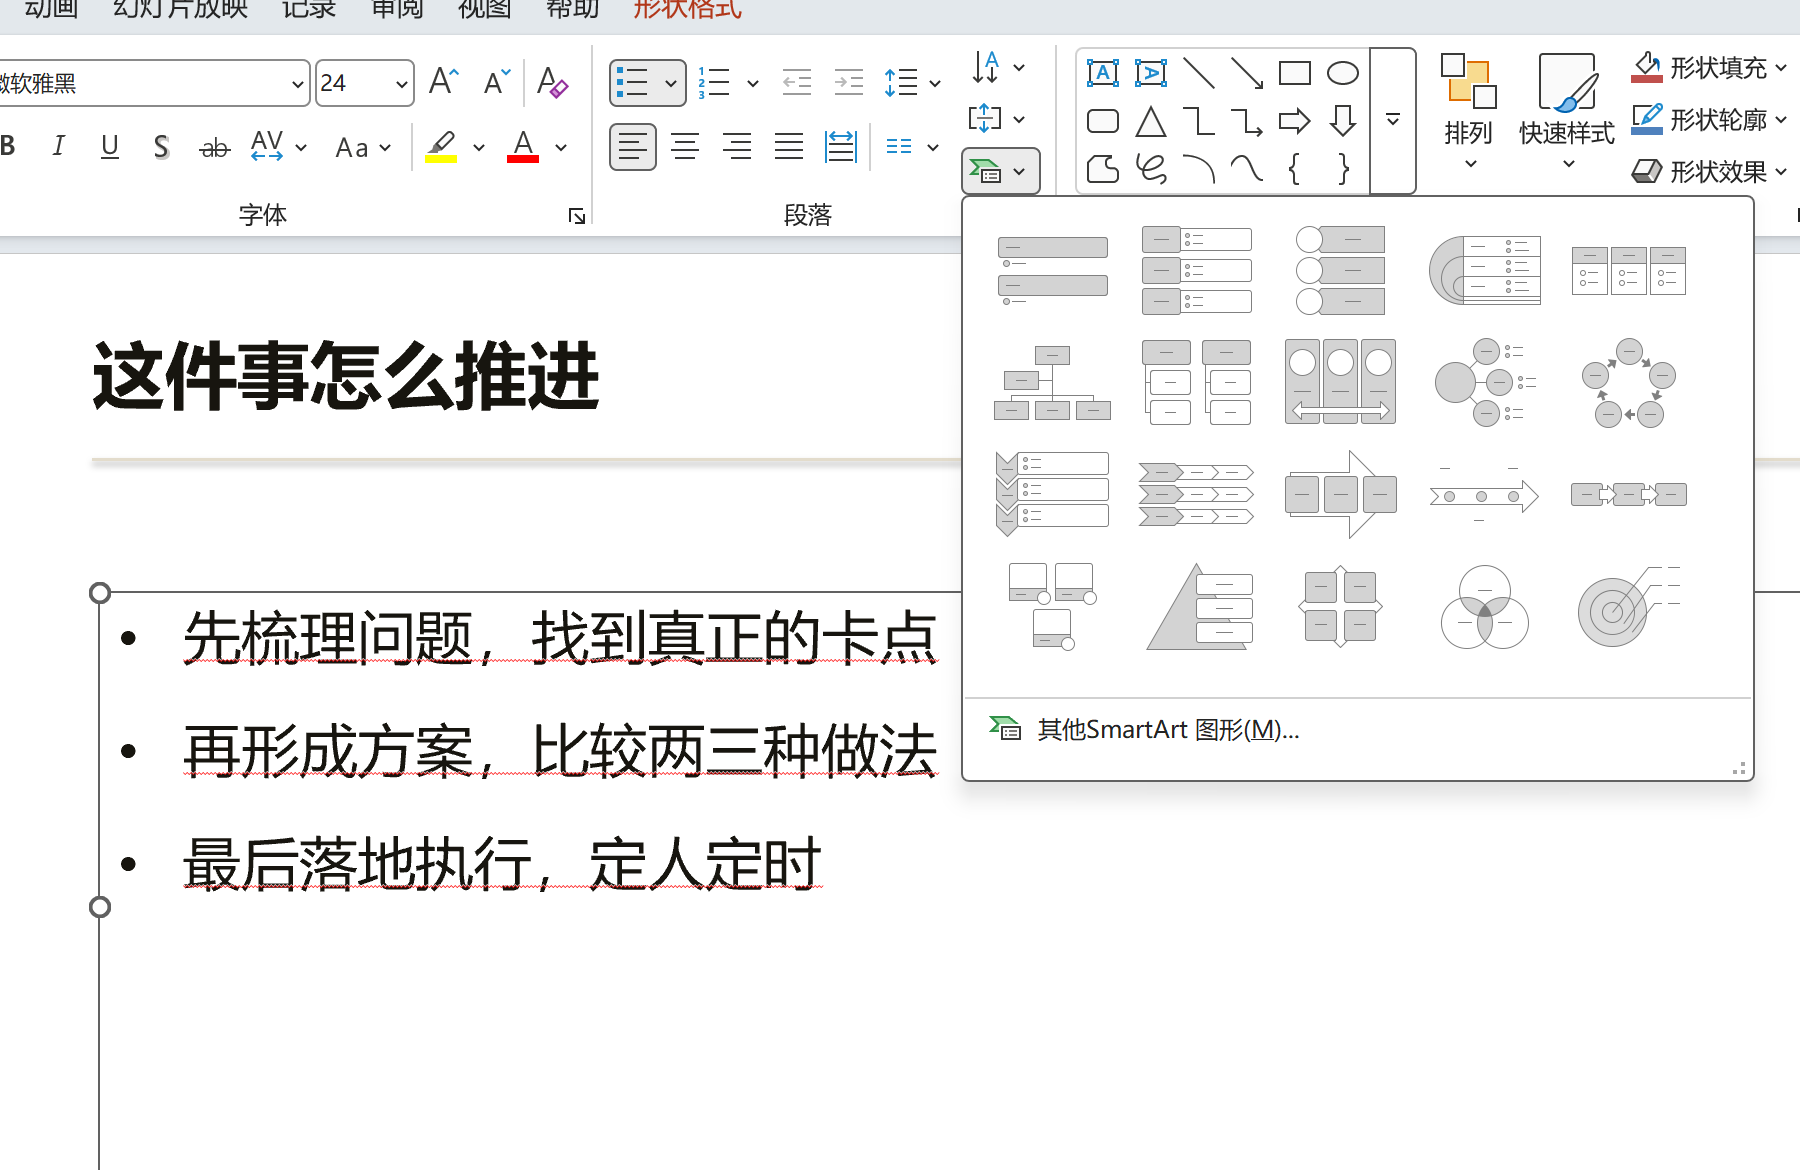 动画 幻灯片放映 记录 审阅 视图 帮助 形状格式
微软雅黑 24
排列 快速样式
形状填充
形状轮廓
形状效果
字体 段落
这件事怎么推进
• 先梳理问题，找到真正的卡点
• 再形成方案，比较两三种做法
• 最后落地执行，定人定时
其他SmartArt 图形(M)...